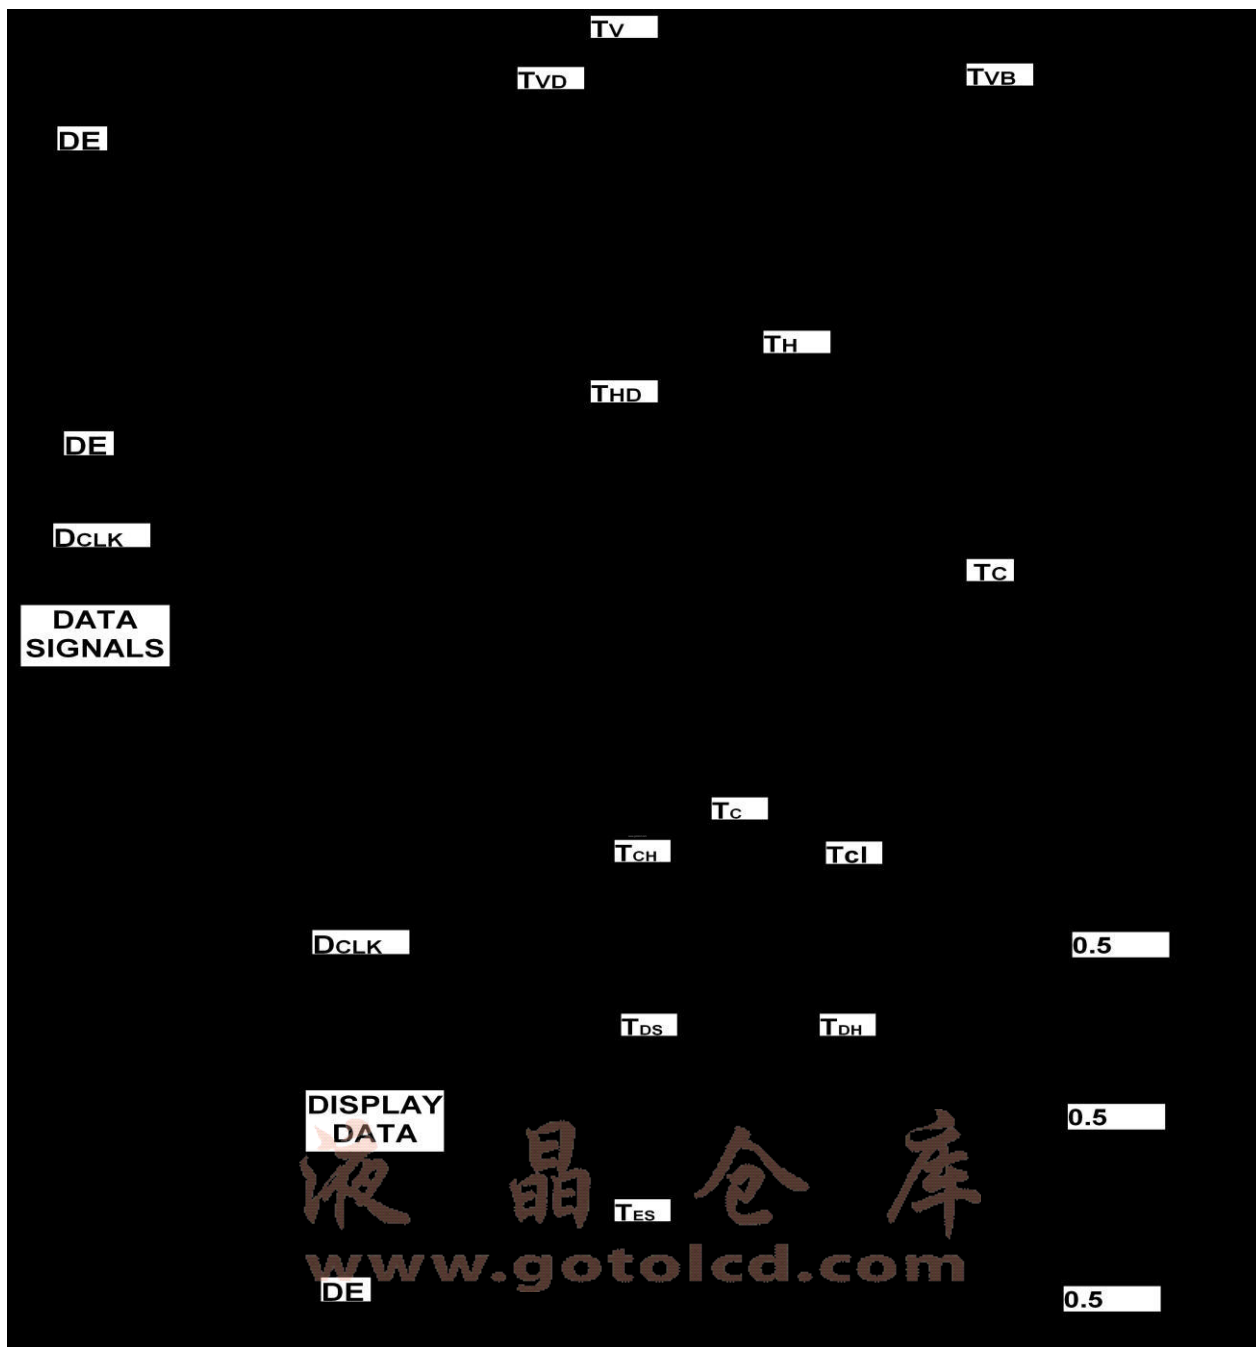 TV
TVD
TVB
DE
TH
THD
DE
DCLK
TC
DATA
SIGNALS
TC
TCH
Tcl
DCLK
0.5
TDS
TDH
DISPLAY
DATA
0.5
液晶仓库
TES
www.gotolcd.com
DE
0.5